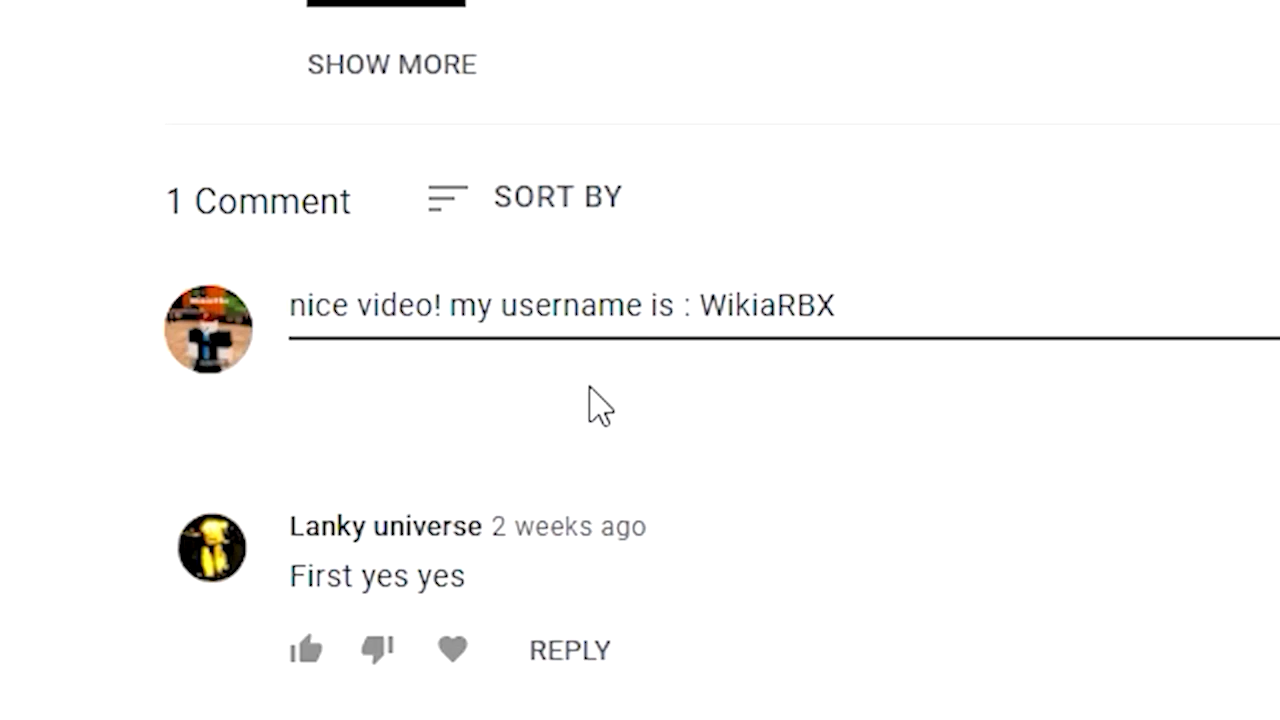 SHOW MORE
1 Comment
SORT BY
nice video! my username is : WikiaRBX
Lanky universe 2 weeks ago
First yes yes
REPLY